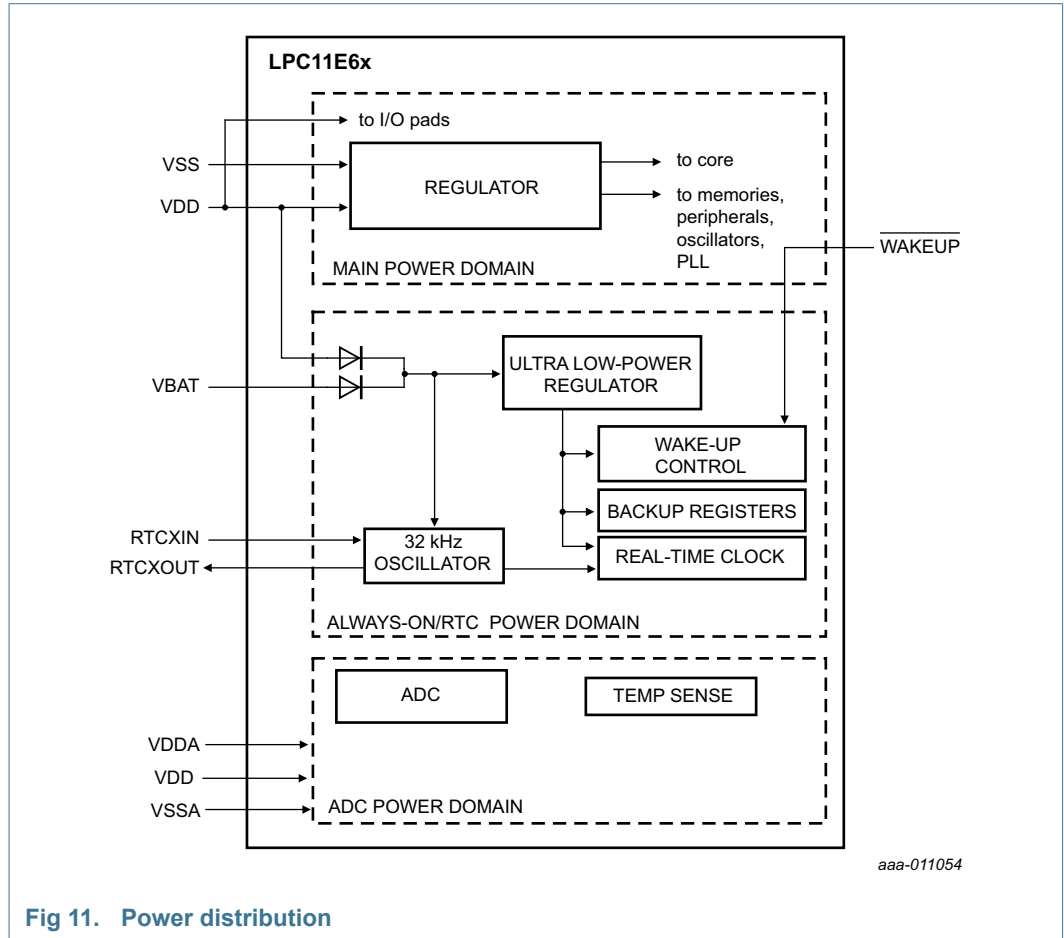 LPC11E6x
to I/O pads
VSS
VDD
REGULATOR
to core
to memories,
peripherals,
oscillators,
PLL
MAIN POWER DOMAIN
WAKEUP
VBAT
ULTRA LOW-POWER
REGULATOR
WAKE-UP
CONTROL
BACKUP REGISTERS
REAL-TIME CLOCK
RTCXIN
RTCXOUT
32 kHz
OSCILLATOR
ALWAYS-ON/RTC POWER DOMAIN
ADC
TEMP SENSE
VDDA
VDD
VSSA
ADC POWER DOMAIN
aaa-011054
Fig 11. Power distribution